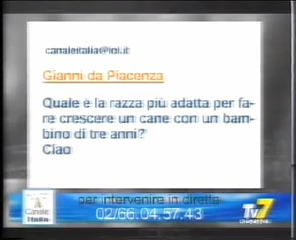 canaleitalia@iol.it
Gianni da Piacenza
Quale è la razza più adatta per fa-
re crescere un cane con un bam-
bino di tre anni?
Ciao
per intervenire in diretta
02/66.04.57.43
Canale
Italia
TV7